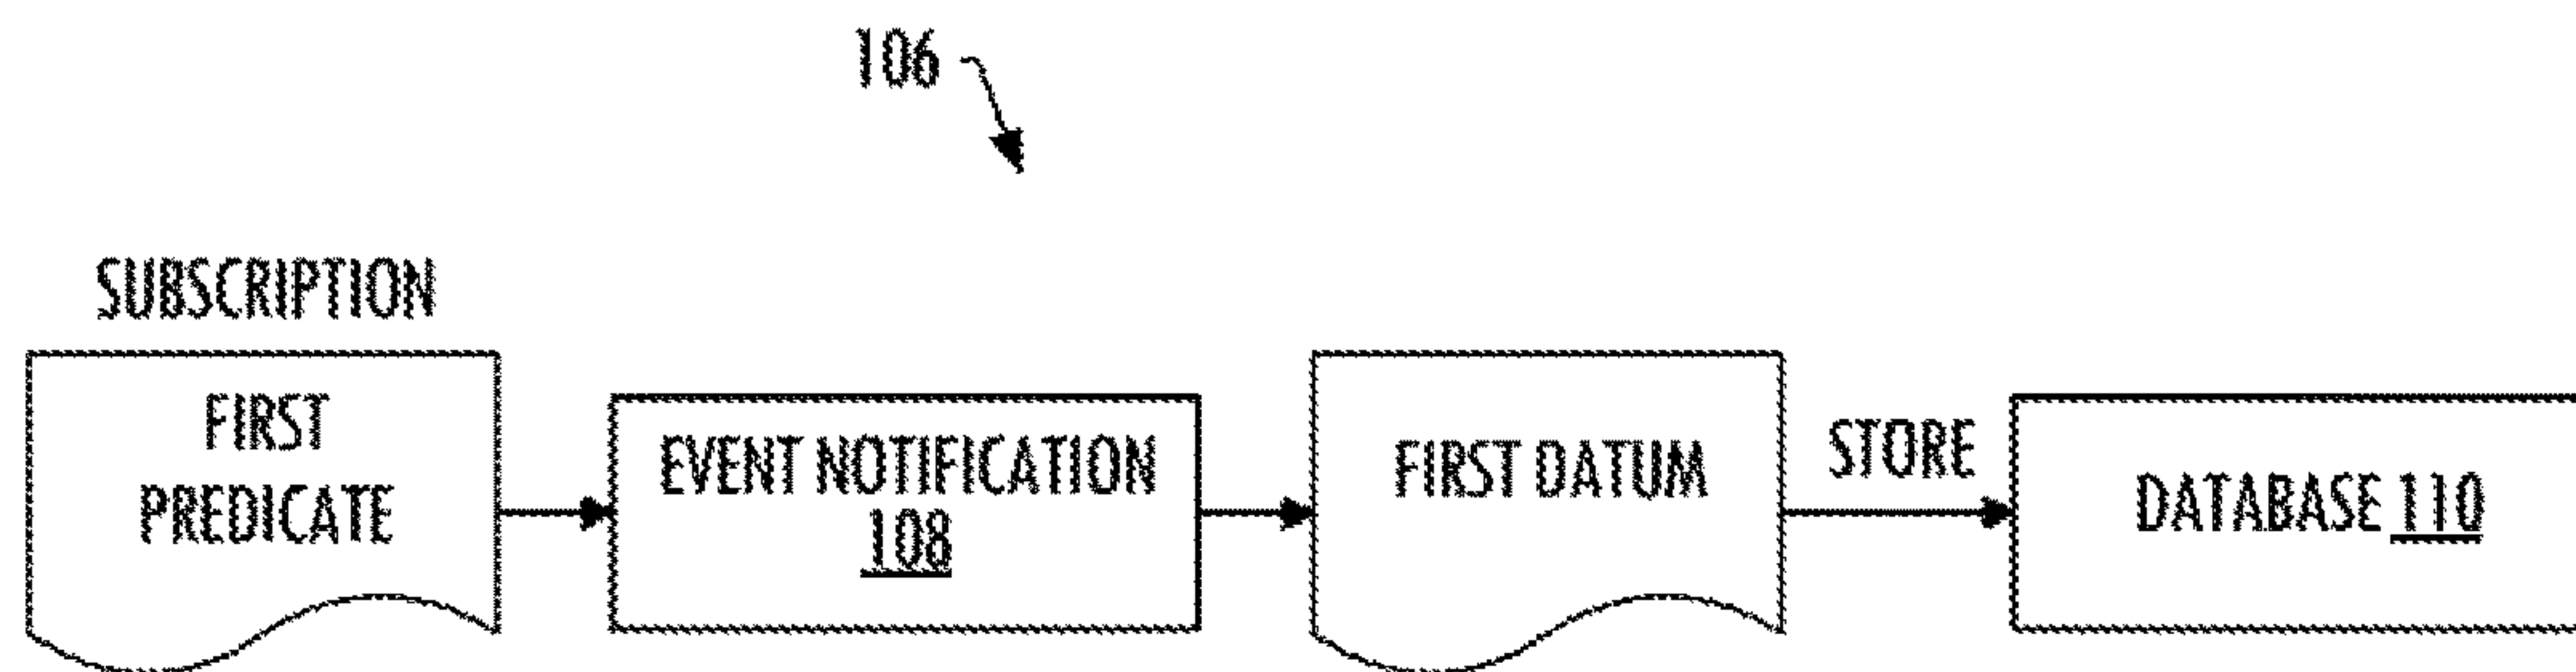 106
SUBSCRIPTION
FIRST
PREDICATE
EVENT NOTIFICATION
108
FIRST DATUM
STORE
DATABASE 110